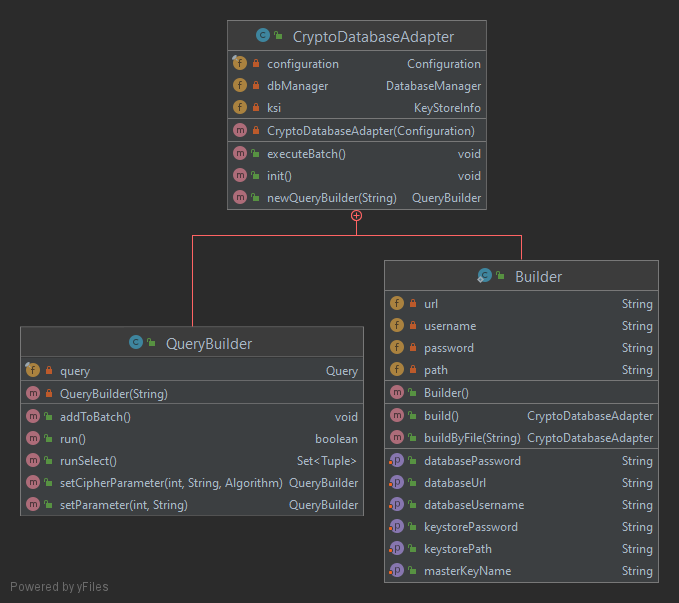 CryptoDatabaseAdapter
configuration Configuration
dbManager DatabaseManager
ksi KeyStoreInfo
CryptoDatabaseAdapter(Configuration)
executeBatch() void
init() void
newQueryBuilder(String) QueryBuilder
QueryBuilder
query Query
QueryBuilder(String)
addToBatch() void
run() boolean
runSelect() Set<Tuple>
setCipherParameter(int, String, Algorithm) QueryBuilder
setParameter(int, String) QueryBuilder
Builder
url String
username String
password String
path String
Builder()
build() CryptoDatabaseAdapter
buildByFile(String) CryptoDatabaseAdapter
databasePassword String
databaseUrl String
databaseUsername String
keystorePassword String
keystorePath String
masterKeyName String
Powered by yFiles